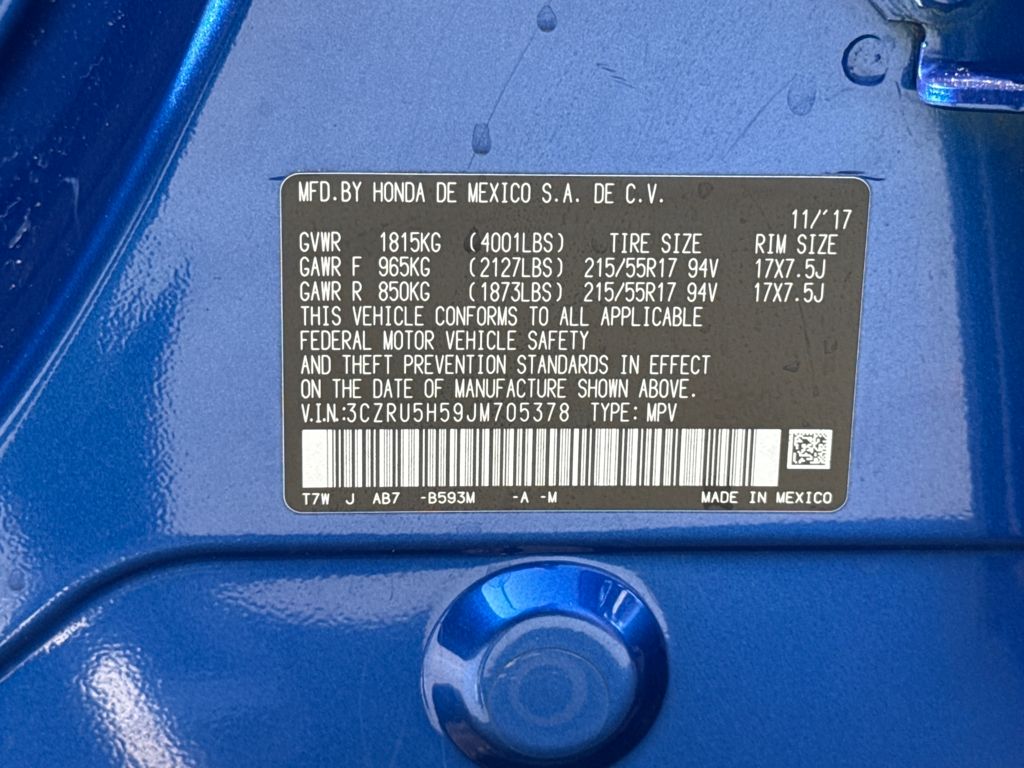 MFD.BY HONDA DE MEXICO S.A. DE C.V.
11/'17
GVWR 1815KG (4001LBS) TIRE SIZE RIM SIZE
GAWR F 965KG (2127LBS) 215/55R17 94V 17X7.5J
GAWR R 850KG (1873LBS) 215/55R17 94V 17X7.5J
THIS VEHICLE CONFORMS TO ALL APPLICABLE
FEDERAL MOTOR VEHICLE SAFETY
AND THEFT PREVENTION STANDARDS IN EFFECT
ON THE DATE OF MANUFACTURE SHOWN ABOVE.
V.I.N.:3CZRU5H59JM705378 TYPE: MPV
T7W J AB7 -B593M -A -M MADE IN MEXICO